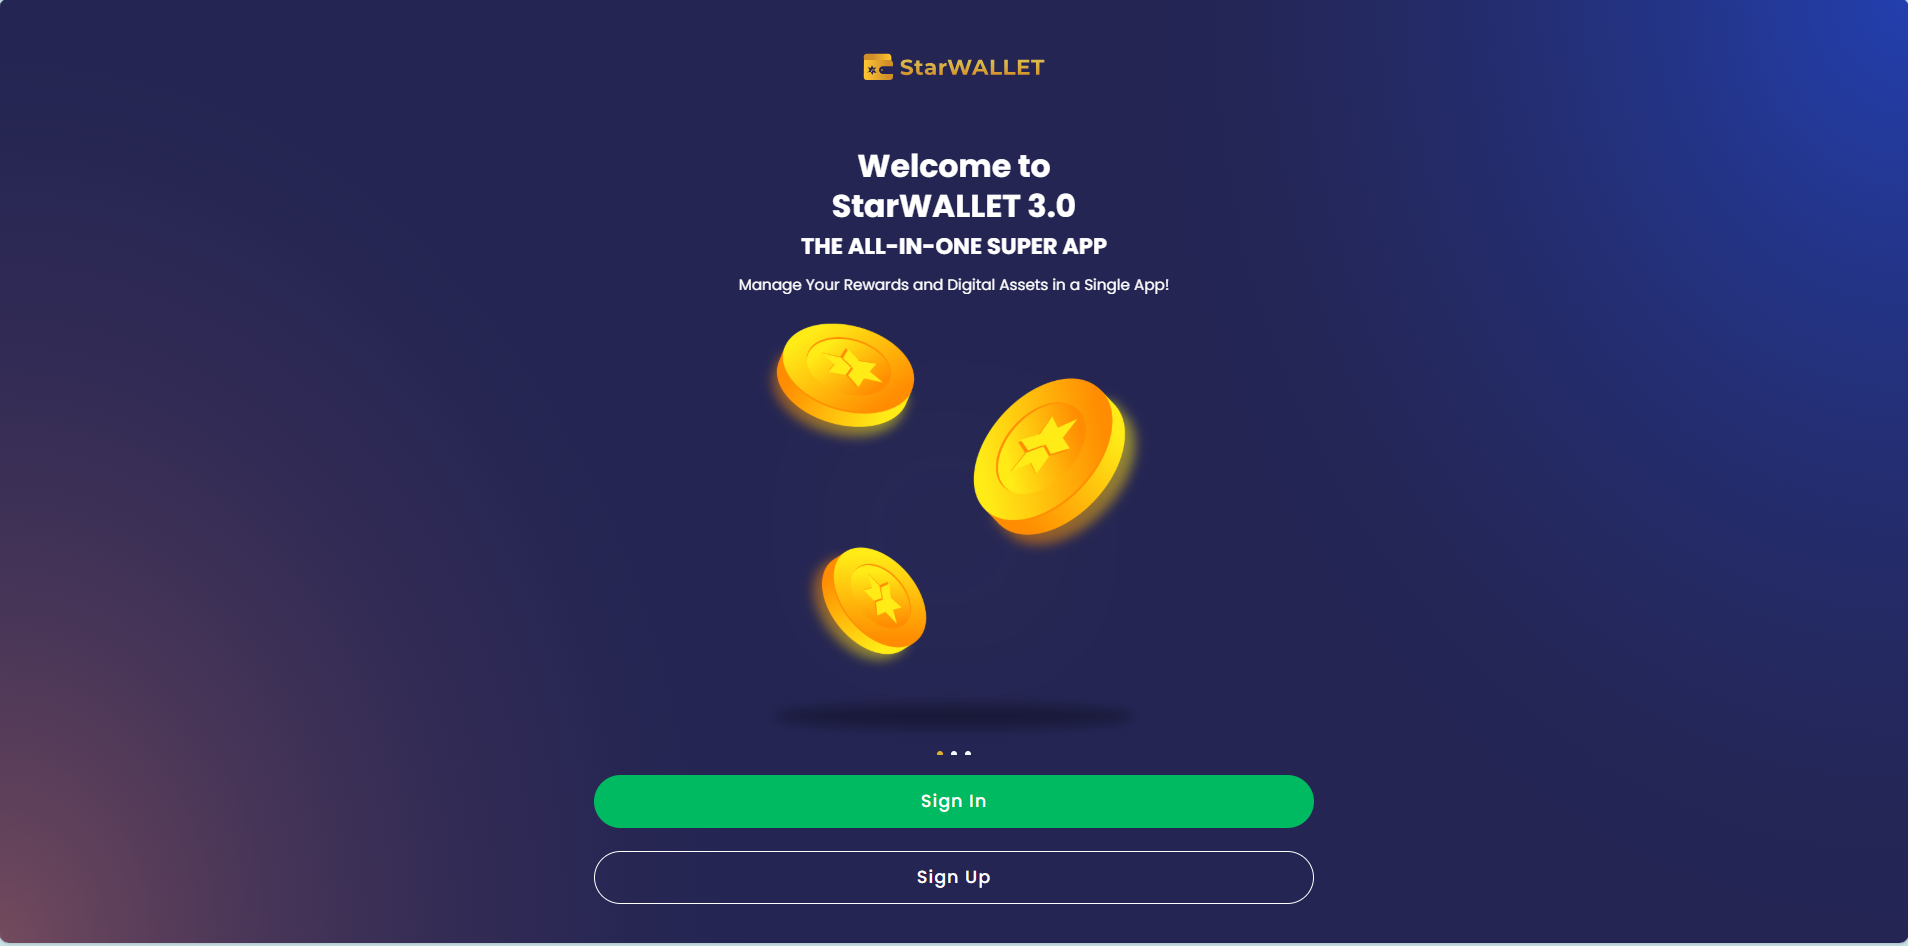 StarWALLET
Welcome to
StarWALLET 3.0
THE ALL-IN-ONE SUPER APP
Manage Your Rewards and Digital Assets in a Single App!
Sign In
Sign Up